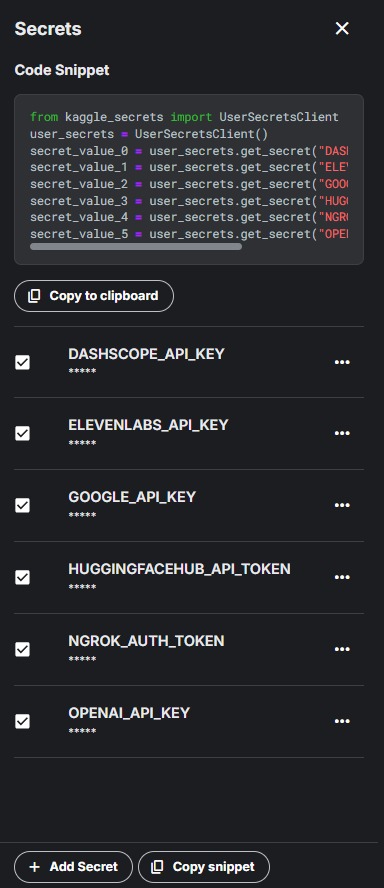 Secrets
Code Snippet
from kaggle_secrets import UserSecretsClient
user_secrets = UserSecretsClient()
secret_value_0 = user_secrets.get_secret("DASH
secret_value_1 = user_secrets.get_secret("ELEV
secret_value_2 = user_secrets.get_secret("GOOG
secret_value_3 = user_secrets.get_secret("HUGG
secret_value_4 = user_secrets.get_secret("NGRO
secret_value_5 = user_secrets.get_secret("OPEN
Copy to clipboard
DASHSCOPE_API_KEY
*****
ELEVENLABS_API_KEY
*****
GOOGLE_API_KEY
*****
HUGGINGFACEHUB_API_TOKEN
*****
NGROK_AUTH_TOKEN
*****
OPENAI_API_KEY
*****
+ Add Secret
Copy snippet